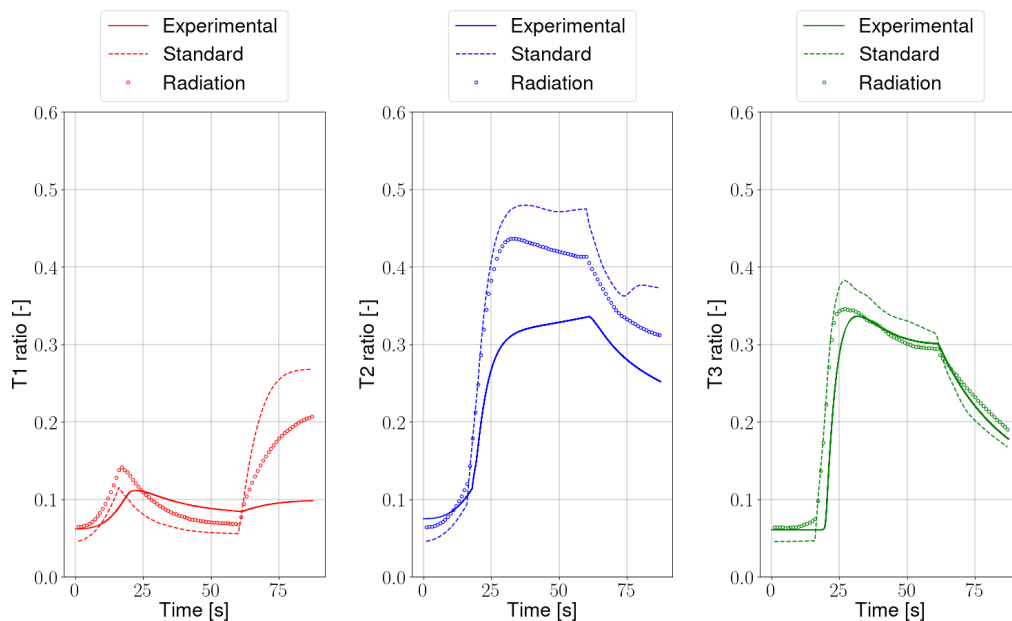 Experimental
Standard
Radiation
Experimental
Standard
Radiation
Experimental
Standard
Radiation
T1 ratio [-]
0.6
0.5
0.4
0.3
0.2
0.1
0.0
0 25 50 75
Time [s]
T2 ratio [-]
0.6
0.5
0.4
0.3
0.2
0.1
0.0
0 25 50 75
Time [s]
T3 ratio [-]
0.6
0.5
0.4
0.3
0.2
0.1
0.0
0 25 50 75
Time [s]